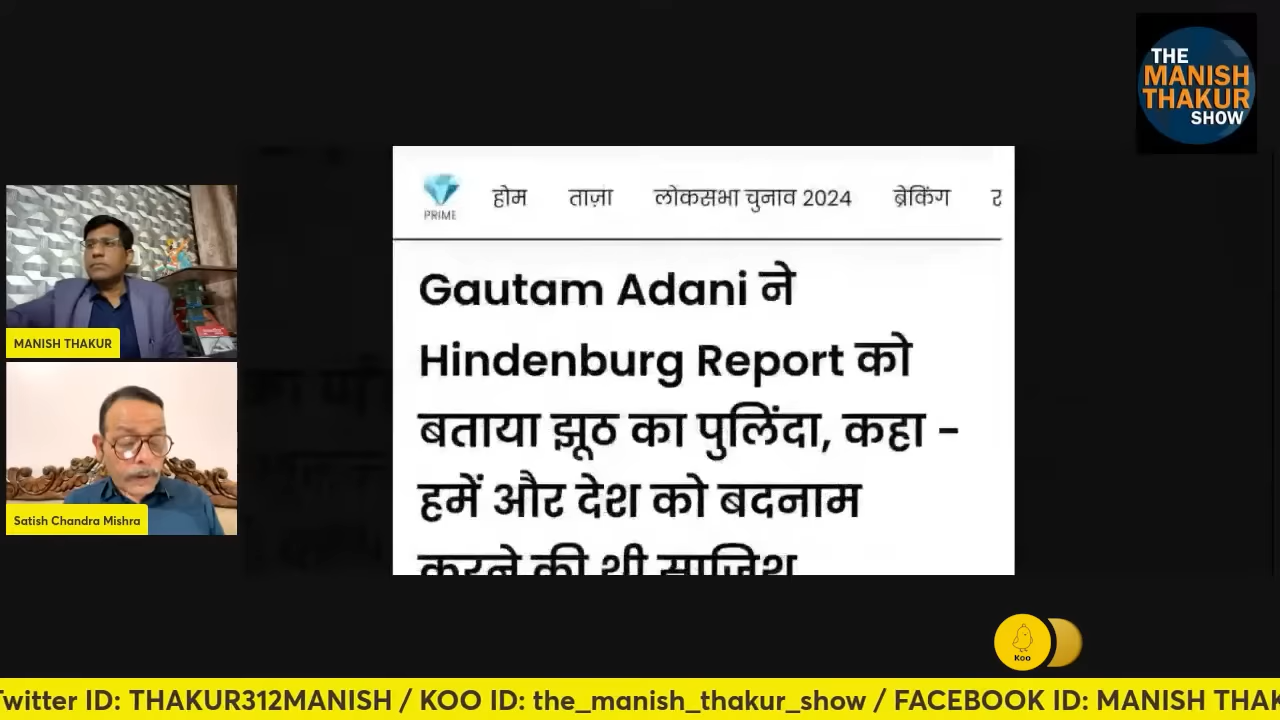 THE
MANISH
THAKUR
SHOW
PRIME
होम ताज़ा लोकसभा चुनाव 2024 ब्रेकिंग
Gautam Adani ने
Hindenburg Report को
बताया झूठ का पुलिंदा, कहा -
हमें और देश को बदनाम
करने की थी साजिश
MANISH THAKUR
Satish Chandra Mishra
Koo
Twitter ID: THAKUR312MANISH / KOO ID: the_manish_thakur_show / FACEBOOK ID: MANISH THAK